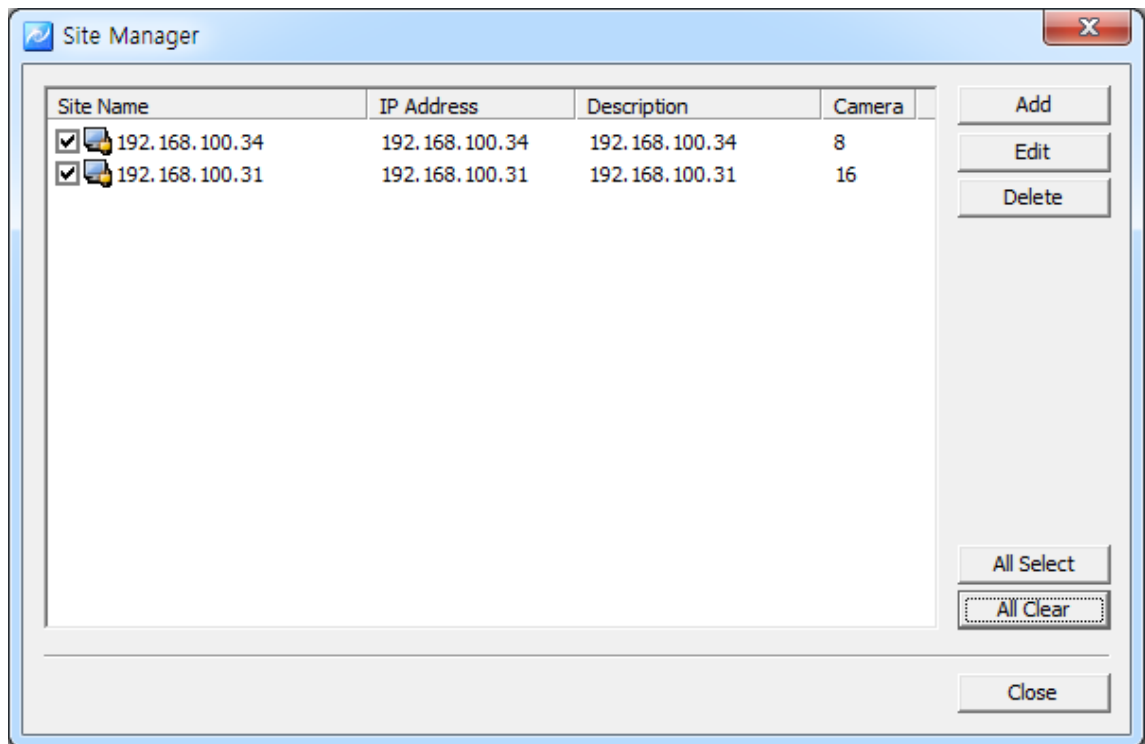 Site Manager
Site Name IP Address Description Camera
192.168.100.34 192.168.100.34 192.168.100.34 8
192.168.100.31 192.168.100.31 192.168.100.31 16
Add
Edit
Delete
All Select
All Clear
Close